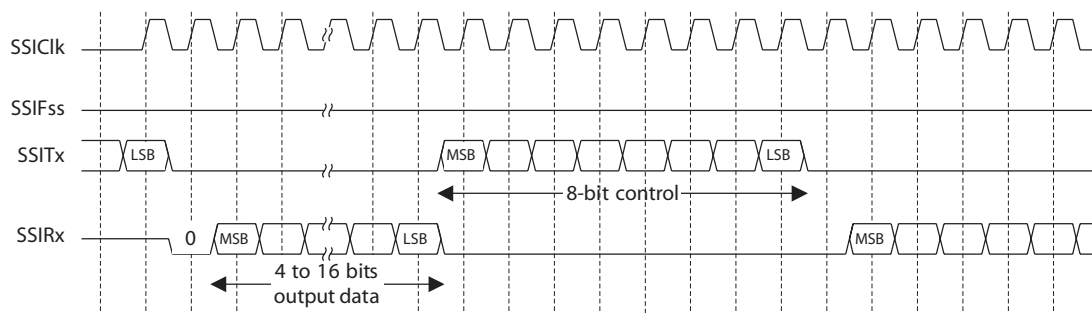 SSIClk
SSIFss
SSITx
LSB
MSB
LSB
8-bit control
SSIRx
0
MSB
LSB
MSB
4 to 16 bits
output data